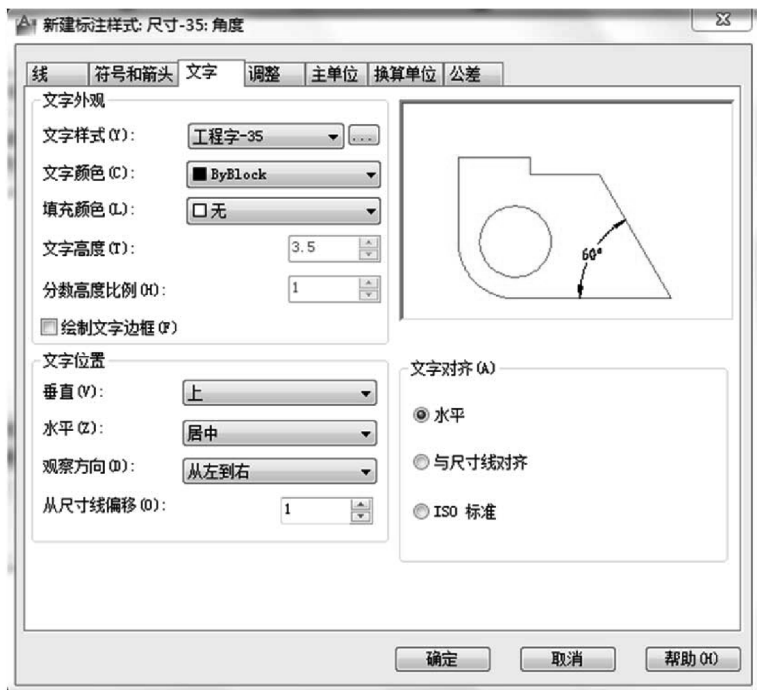 新建标注样式: 尺寸-35: 角度
线 符号和箭头 文字 调整 主单位 换算单位 公差
文字外观
文字样式(Y): 工程字-35 ...
文字颜色(C): ByBlock
填充颜色(L): 无
文字高度(T): 3.5
分数高度比例(H): 1
绘制文字边框(F)
60°
文字位置
垂直(V): 上
水平(Z): 居中
观察方向(D): 从左到右
从尺寸线偏移(O): 1
文字对齐(A)
水平
与尺寸线对齐
ISO 标准
确定 取消 帮助(H)